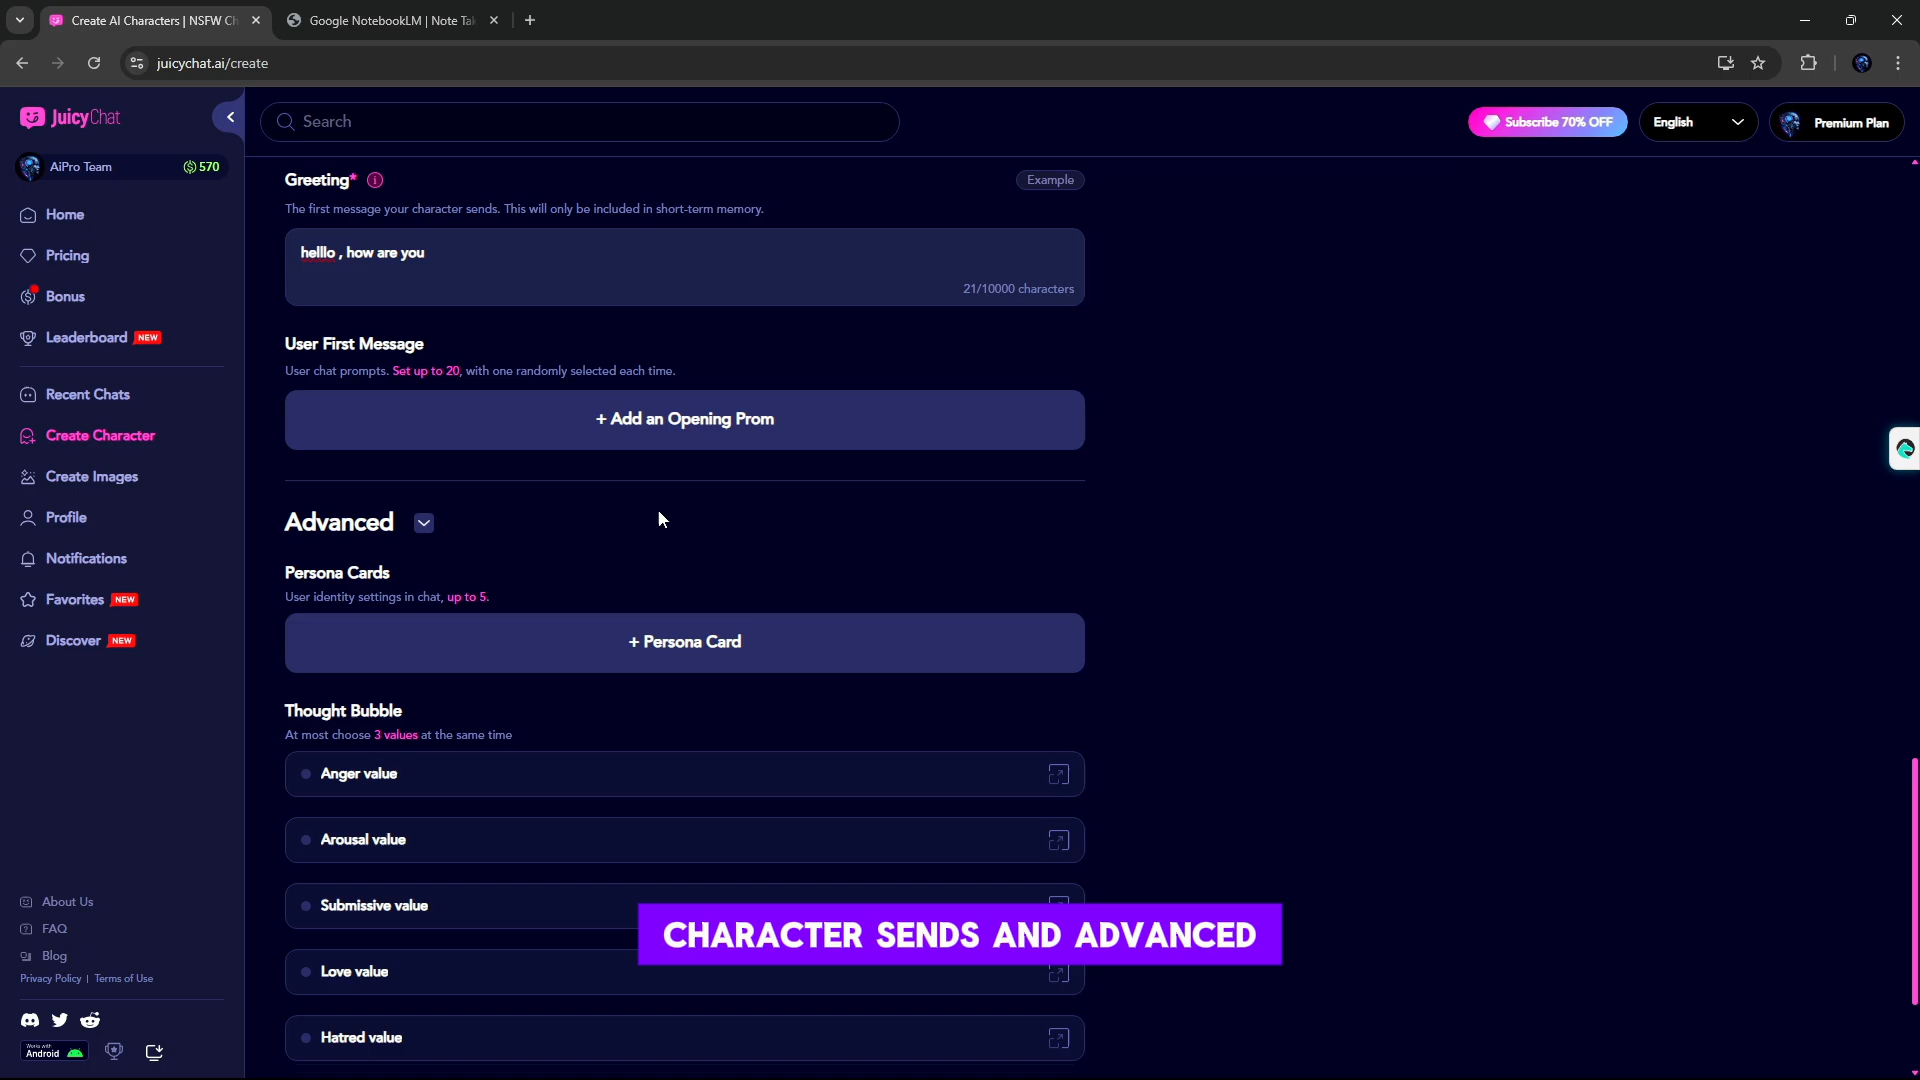 Create AI Characters | NSFW Ch
Google NotebookLM | Note Tak
juicychat.ai/create
JuicyChat
Search
Subscribe 70% OFF
English
Premium Plan
AiPro Team
570
Home
Pricing
Bonus
Leaderboard NEW
Recent Chats
Create Character
Create Images
Profile
Notifications
Favorites NEW
Discover NEW
About Us
FAQ
Blog
Privacy Policy | Terms of Use
Works with
Android
Greeting*
Example
The first message your character sends. This will only be included in short-term memory.
helllo , how are you
21/10000 characters
User First Message
User chat prompts. Set up to 20, with one randomly selected each time.
+ Add an Opening Prom
Advanced
Persona Cards
User identity settings in chat, up to 5.
+ Persona Card
Thought Bubble
At most choose 3 values at the same time
Anger value
Arousal value
Submissive value
CHARACTER SENDS AND ADVANCED
Love value
Hatred value